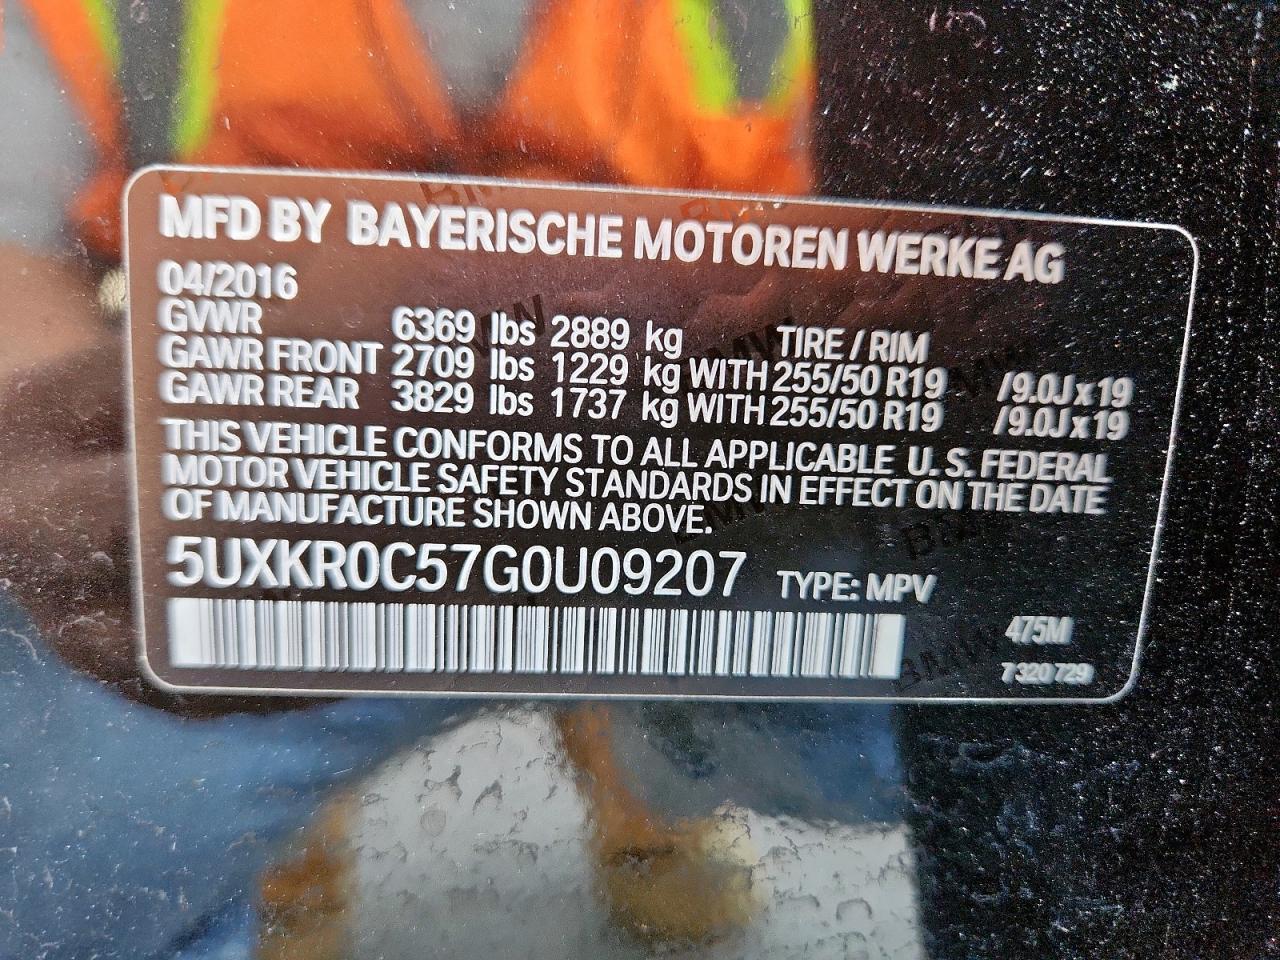 MFD BY BAYERISCHE MOTOREN WERKE AG
04/2016
GVWR 6369 lbs 2889 kg TIRE / RIM
GAWR FRONT 2709 lbs 1229 kg WITH 255/50 R19 /9.0J x 19
GAWR REAR 3829 lbs 1737 kg WITH 255/50 R19 /9.0J x 19
THIS VEHICLE CONFORMS TO ALL APPLICABLE U. S. FEDERAL
MOTOR VEHICLE SAFETY STANDARDS IN EFFECT ON THE DATE
OF MANUFACTURE SHOWN ABOVE.
5UXKR0C57G0U09207 TYPE: MPV
475M
7 320 729